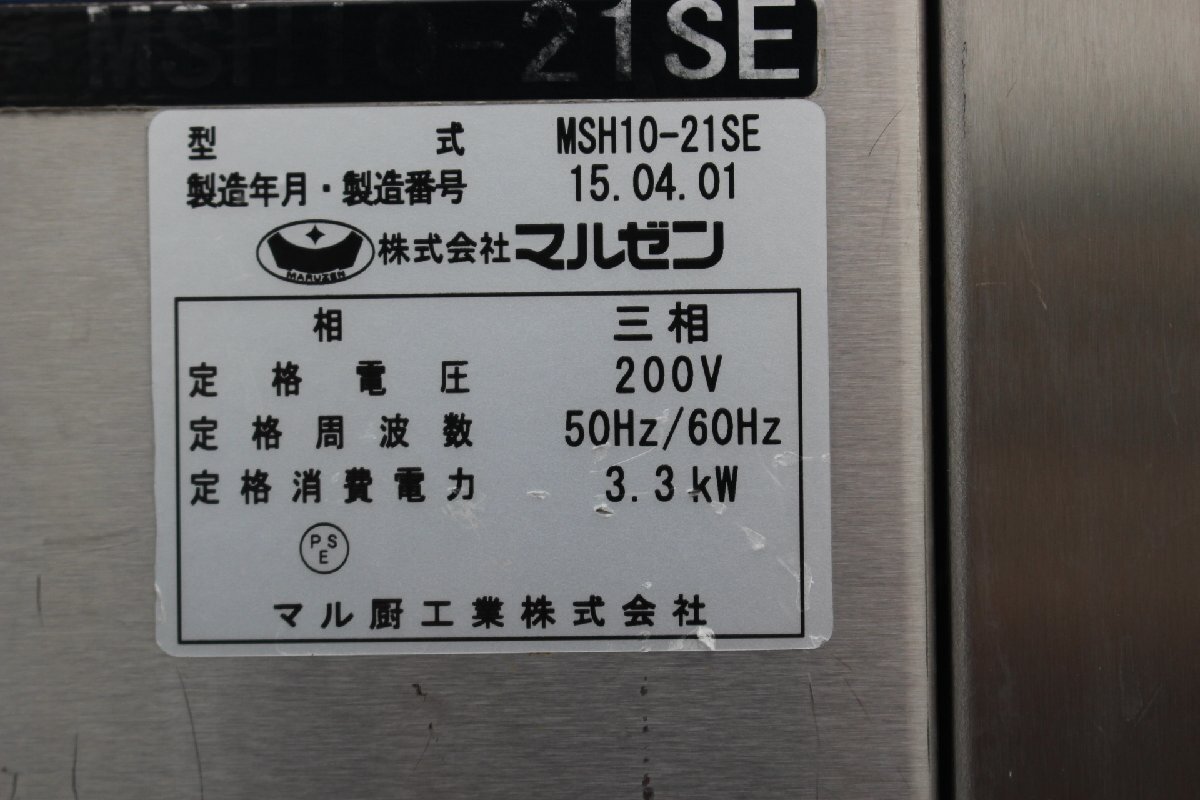 MSH10-21SE
型式 MSH10-21SE
製造年月・製造番号 15.04.01
MARUZEN 株式会社マルゼン
相 三相
定格電圧 200V
定格周波数 50Hz/60Hz
定格消費電力 3.3kW
PSE
マル厨工業株式会社